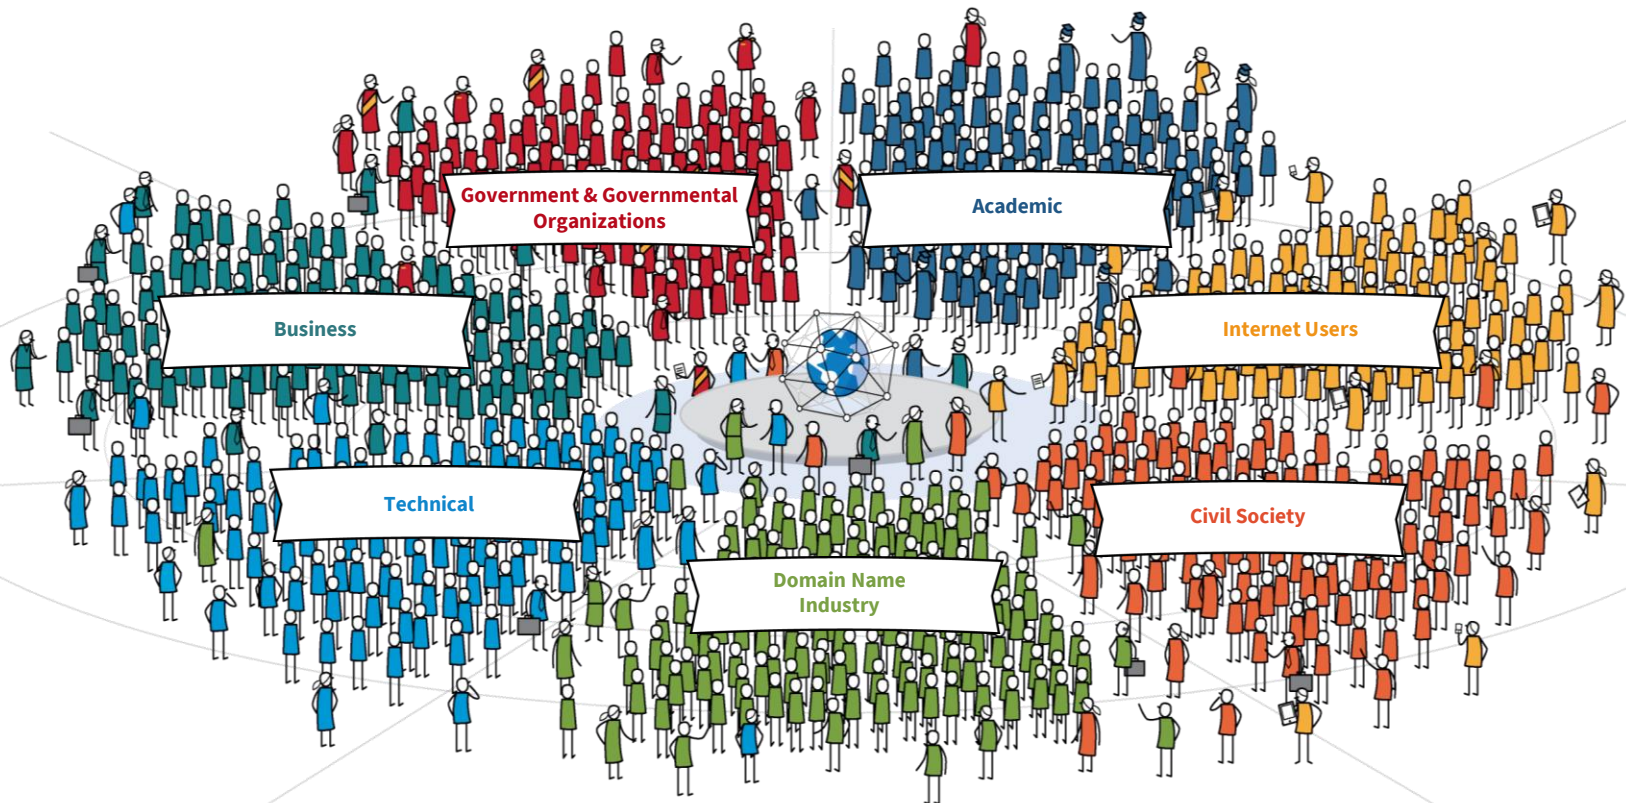 Government & Governmental
Organizations
Academic
Business
Internet Users
Technical
Civil Society
Domain Name
Industry